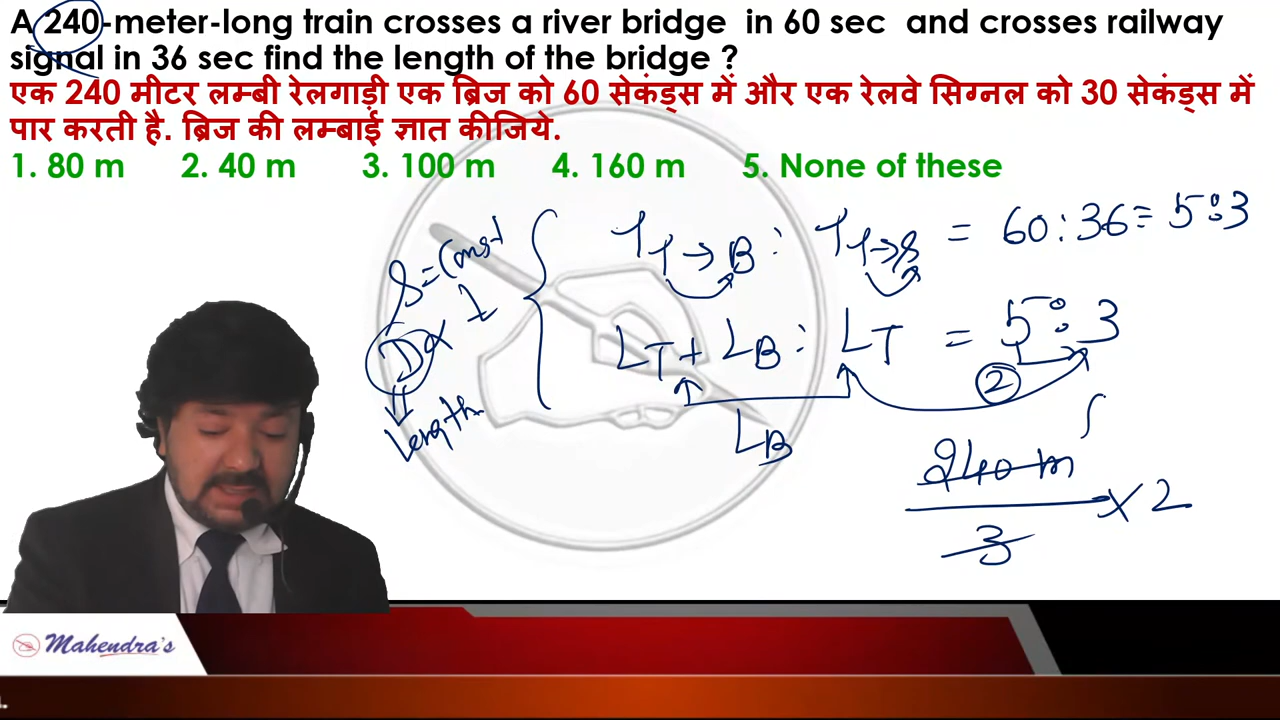 A 240-meter-long train crosses a river bridge in 60 sec and crosses railway
signal in 36 sec find the length of the bridge ?
एक 240 मीटर लम्बी रेलगाड़ी एक ब्रिज को 60 सेकंड्स में और एक रेलवे सिग्नल को 30 सेकंड्स में
पार करती है. ब्रिज की लम्बाई ज्ञात कीजिये.
1. 80 m 2. 40 m 3. 100 m 4. 160 m 5. None of these
T T→B : T T→S = 60:36 = 5:3
S = Const
D ∝ T
Length
LT + LB : LT = 5 : 3
2
LB
240 m
3
× 2
Mahendra's